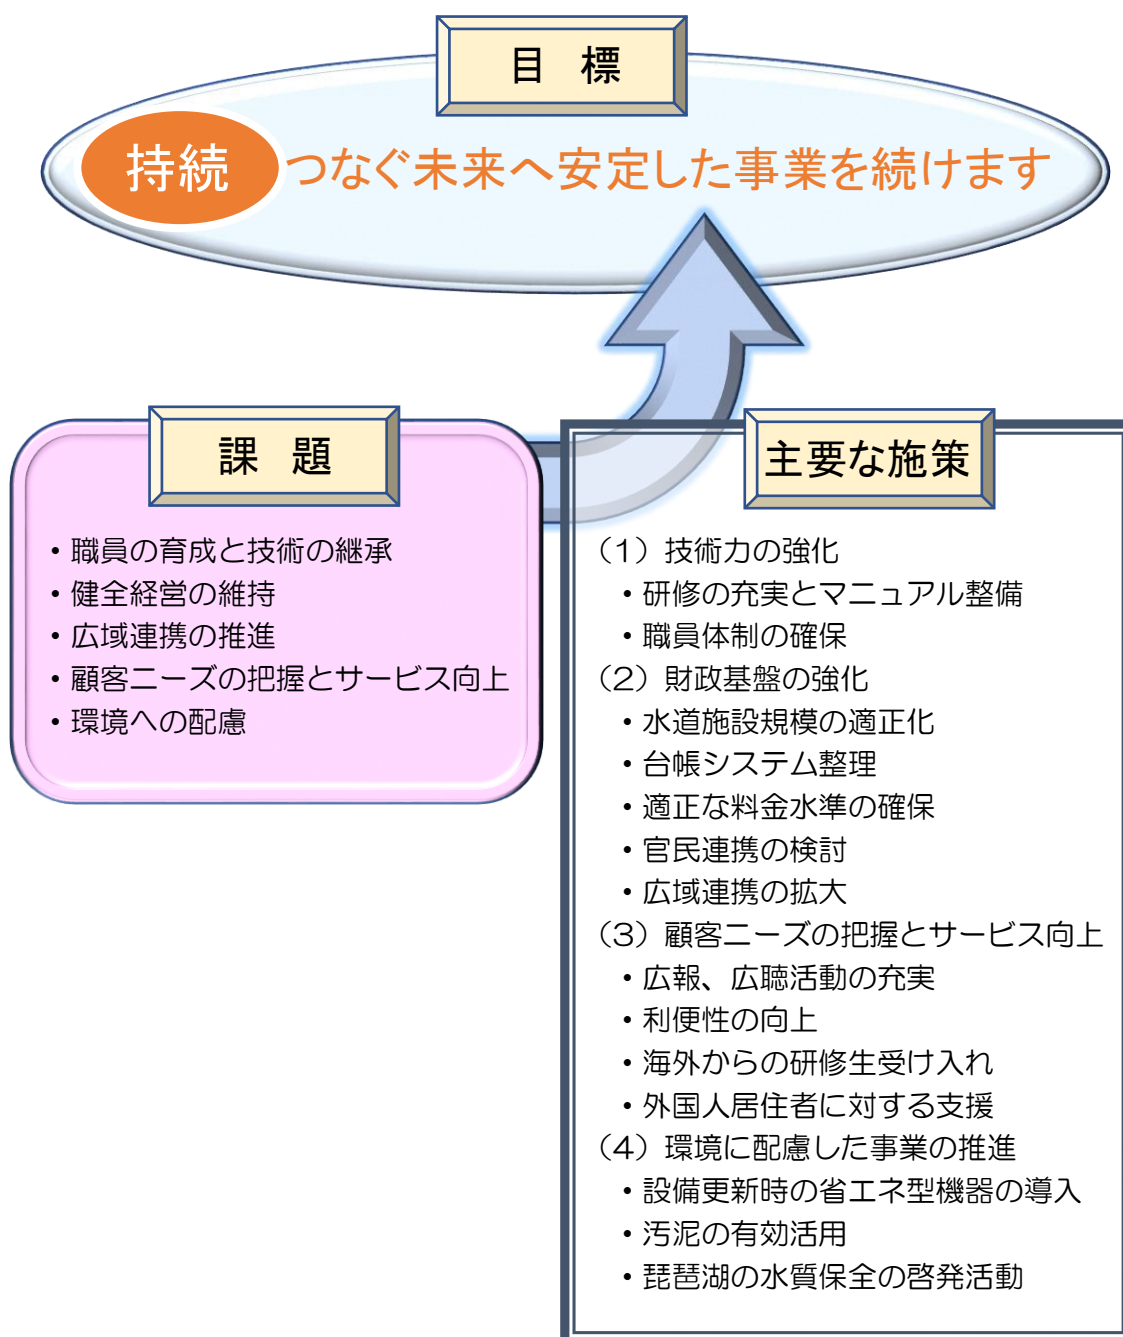 目 標
持続 つなぐ未来へ安定した事業を続けます
課 題
・職員の育成と技術の継承
・健全経営の維持
・広域連携の推進
・顧客ニーズの把握とサービス向上
・環境への配慮
主要な施策
（1）技術力の強化
・研修の充実とマニュアル整備
・職員体制の確保
（2）財政基盤の強化
・水道施設規模の適正化
・台帳システム整理
・適正な料金水準の確保
・官民連携の検討
・広域連携の拡大
（3）顧客ニーズの把握とサービス向上
・広報、広聴活動の充実
・利便性の向上
・海外からの研修生受け入れ
・外国人居住者に対する支援
（4）環境に配慮した事業の推進
・設備更新時の省エネ型機器の導入
・汚泥の有効活用
・琵琶湖の水質保全の啓発活動